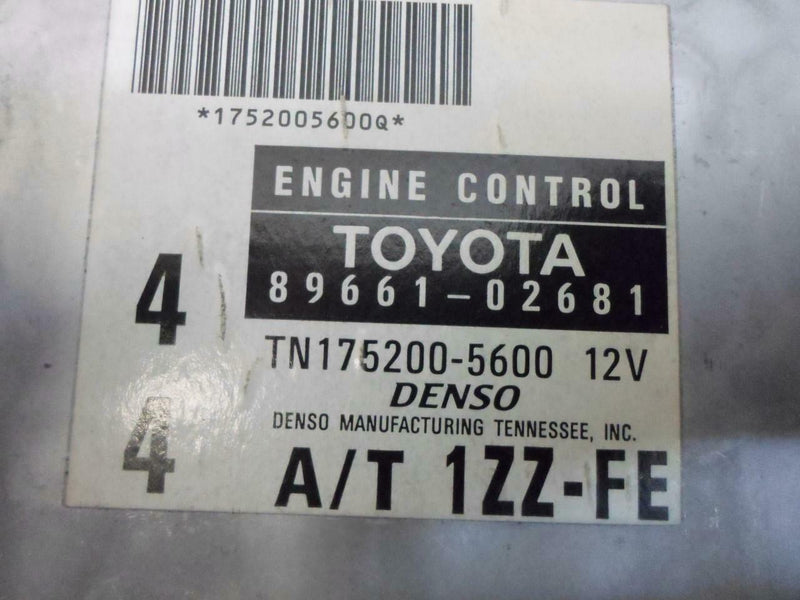 *1752005600Q*
ENGINE CONTROL
TOYOTA
89661-02681
4
TN175200-5600 12V
DENSO
DENSO MANUFACTURING TENNESSEE, INC.
4
A/T 1ZZ-FE